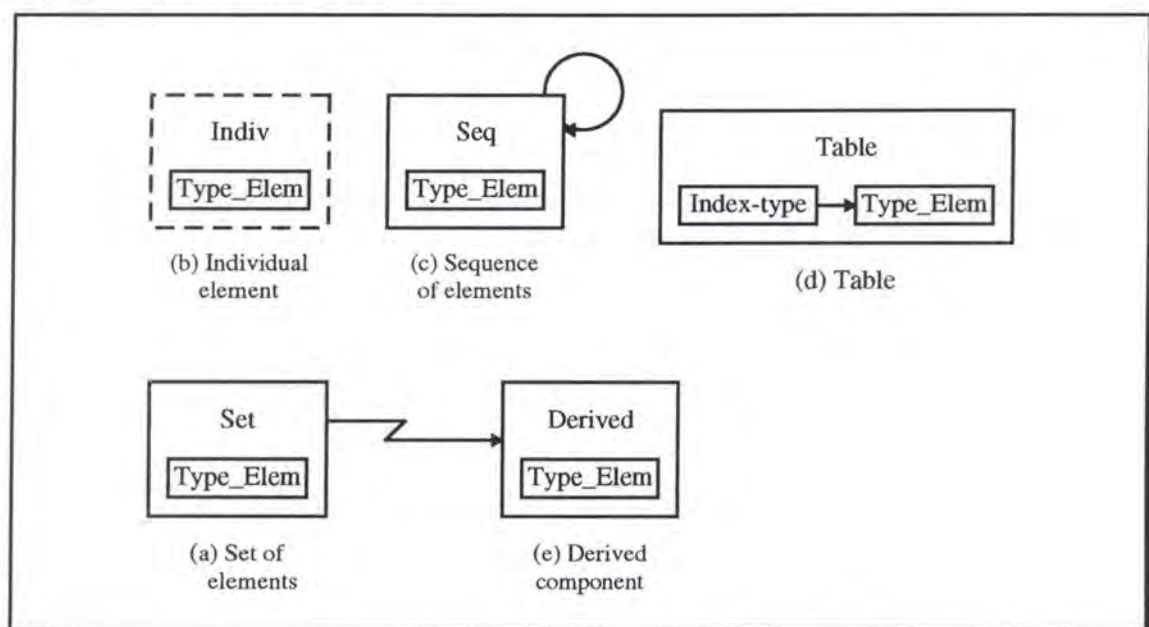 Indiv
Type_Elem
(b) Individual
element
Seq
Type_Elem
(c) Sequence
of elements
Table
Index-type
Type_Elem
(d) Table
Set
Type_Elem
(a) Set of
elements
Derived
Type_Elem
(e) Derived
component